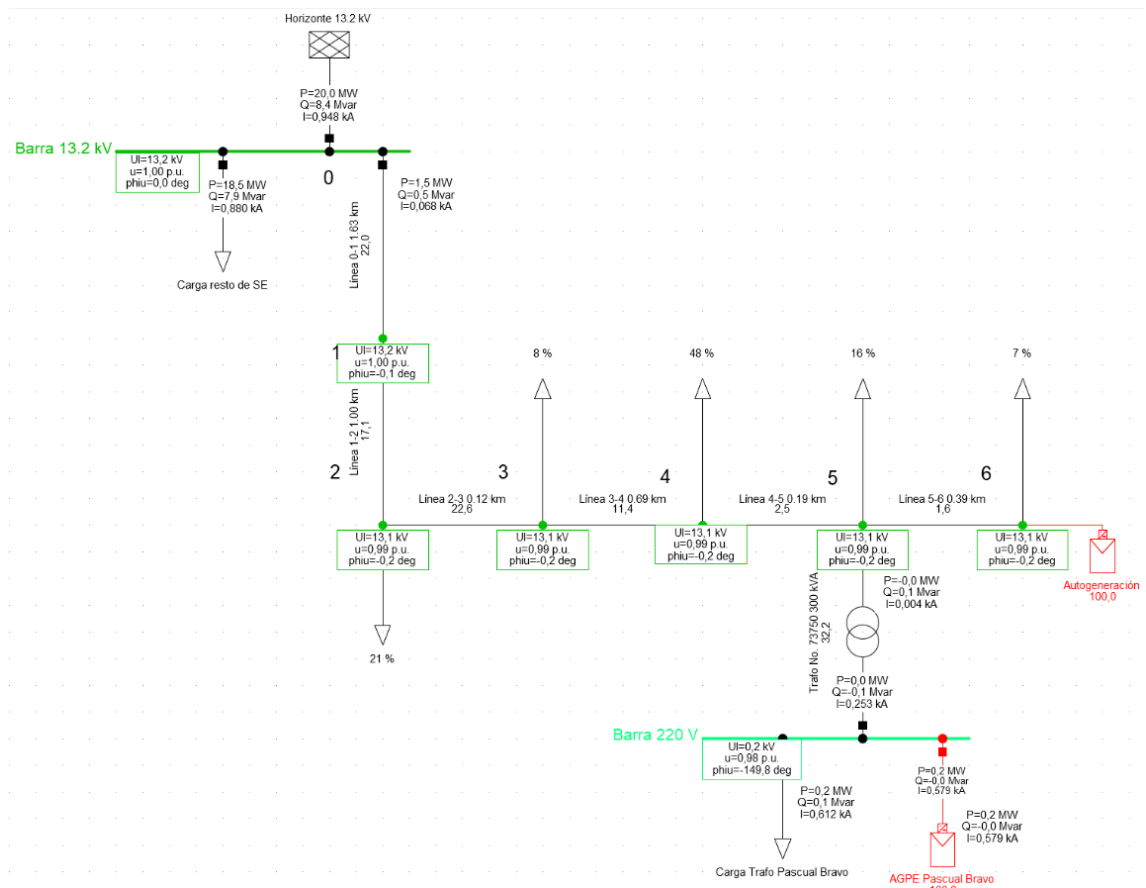 Horizonte 13.2 kV
P=20,0 MW
Q=8,4 Mvar
I=0,948 kA
Barra 13.2 kV
Ul=13,2 kV
u=1,00 p.u.
phiu=0,0 deg
0
P=18,5 MW
Q=7,9 Mvar
I=0,880 kA
P=1,5 MW
Q=0,5 Mvar
I=0,068 kA
Carga resto de SE
Línea 0-1 1.63 km
22,0
1
Ul=13,2 kV
u=1,00 p.u.
phiu=-0,1 deg
8 %
48 %
16 %
7 %
Línea 1-2 1.00 km
17,1
2
3
4
5
6
Línea 2-3 0.12 km
22,6
Línea 3-4 0.69 km
11,4
Línea 4-5 0.19 km
2,5
Línea 5-6 0.39 km
1,6
Ul=13,1 kV
u=0,99 p.u.
phiu=-0,2 deg
Ul=13,1 kV
u=0,99 p.u.
phiu=-0,2 deg
Ul=13,1 kV
u=0,99 p.u.
phiu=-0,2 deg
Ul=13,1 kV
u=0,99 p.u.
phiu=-0,2 deg
Ul=13,1 kV
u=0,99 p.u.
phiu=-0,2 deg
Autogeneración
100,0
21 %
P=-0,0 MW
Q=0,1 Mvar
I=0,004 kA
Trafo No. 73750 300 kVA
32,2
P=0,0 MW
Q=-0,1 Mvar
I=0,253 kA
Barra 220 V
Ul=0,2 kV
u=0,98 p.u.
phiu=-149,8 deg
P=0,2 MW
Q=0,1 Mvar
I=0,612 kA
P=0,2 MW
Q=-0,0 Mvar
I=0,579 kA
P=0,2 MW
Q=-0,0 Mvar
I=0,579 kA
Carga Trafo Pascual Bravo
AGPE Pascual Bravo